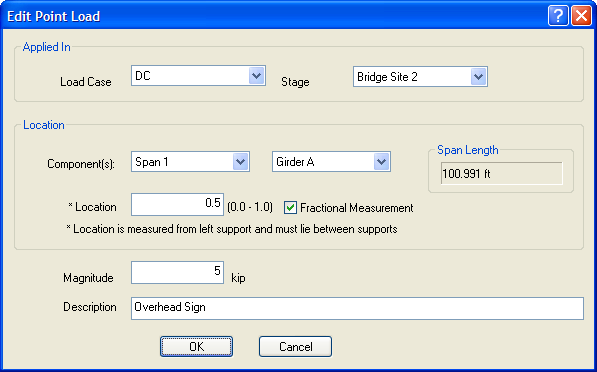 Edit Point Load
Applied In
Load Case DC Stage Bridge Site 2
Location
Component(s): Span 1 Girder A
Span Length
100.991 ft
* Location 0.5 (0.0 - 1.0) Fractional Measurement
* Location is measured from left support and must lie between supports
Magnitude 5 kip
Description Overhead Sign
OK Cancel